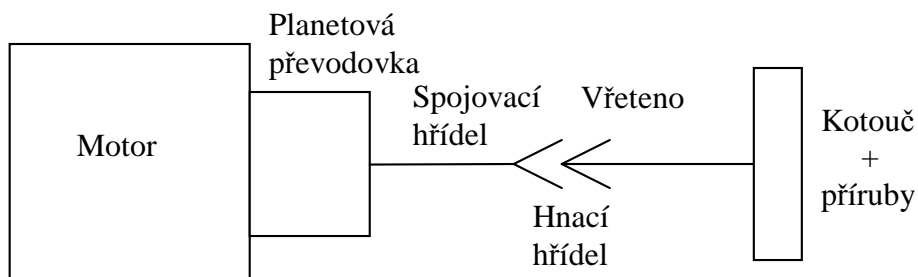 Planetová
převodovka
Motor
Spojovací
hřídel
Vřeteno
Hnací
hřídel
Kotouč
+
příruby